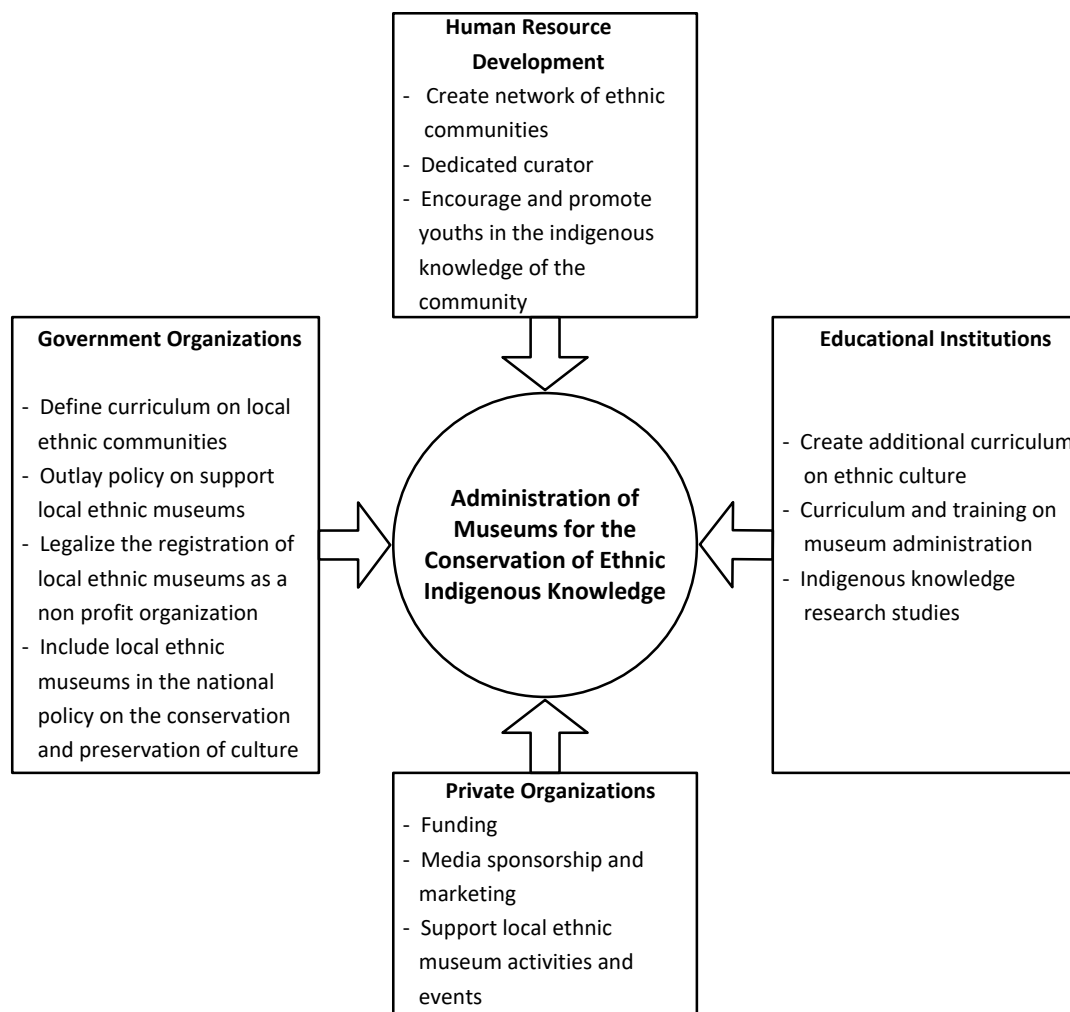 Human Resource
Development
- Create network of ethnic
communities
- Dedicated curator
- Encourage and promote
youths in the indigenous
knowledge of the
community
Government Organizations
- Define curriculum on local
ethnic communities
- Outlay policy on support
local ethnic museums
- Legalize the registration of
local ethnic museums as a
non profit organization
- Include local ethnic
museums in the national
policy on the conservation
and preservation of culture
Administration of
Museums for the
Conservation of Ethnic
Indigenous Knowledge
Educational Institutions
- Create additional curriculum
on ethnic culture
- Curriculum and training on
museum administration
- Indigenous knowledge
research studies
Private Organizations
- Funding
- Media sponsorship and
marketing
- Support local ethnic
museum activities and
events